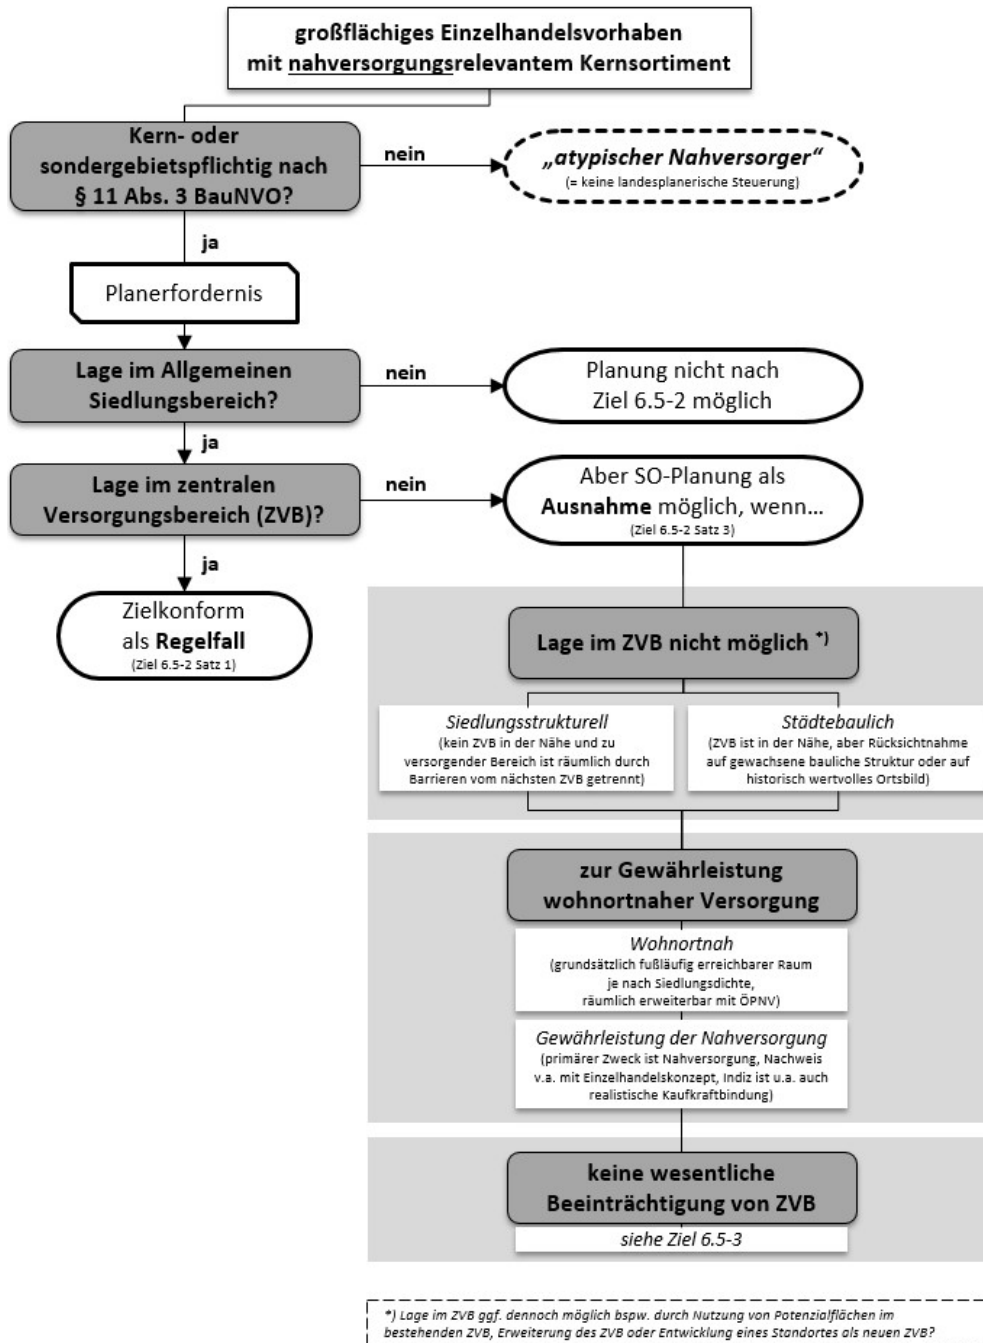 großflächiges Einzelhandelsvorhaben
mit nahversorgungsrelevantem Kernsortiment
Kern- oder
sondergebietspflichtig nach
§ 11 Abs. 3 BauNVO?
nein
„atypischer Nahversorger“
(= keine landesplanerische Steuerung)
ja
Planerfordernis
Lage im Allgemeinen
Siedlungsbereich?
nein
Planung nicht nach
Ziel 6.5-2 möglich
ja
Lage im zentralen
Versorgungsbereich (ZVB)?
nein
Aber SO-Planung als
Ausnahme möglich, wenn...
(Ziel 6.5-2 Satz 3)
ja
Zielkonform
als Regelfall
(Ziel 6.5-2 Satz 1)
Lage im ZVB nicht möglich *)
Siedlungsstrukturell
(kein ZVB in der Nähe und zu
versorgender Bereich ist räumlich durch
Barrieren vom nächsten ZVB getrennt)
Städtebaulich
(ZVB ist in der Nähe, aber Rücksichtnahme
auf gewachsene bauliche Struktur oder auf
historisch wertvolles Ortsbild)
zur Gewährleistung
wohnortnaher Versorgung
Wohnortnah
(grundsätzlich fußläufig erreichbarer Raum
je nach Siedlungsdichte,
räumlich erweiterbar mit ÖPNV)
Gewährleistung der Nahversorgung
(primärer Zweck ist Nahversorgung, Nachweis
v.a. mit Einzelhandelskonzept, Indiz ist u.a. auch
realistische Kaufkraftbindung)
keine wesentliche
Beeinträchtigung von ZVB
siehe Ziel 6.5-3
*) Lage im ZVB ggf. dennoch möglich bspw. durch Nutzung von Potenzialflächen im
bestehenden ZVB, Erweiterung des ZVB oder Entwicklung eines Standortes als neuen ZVB?